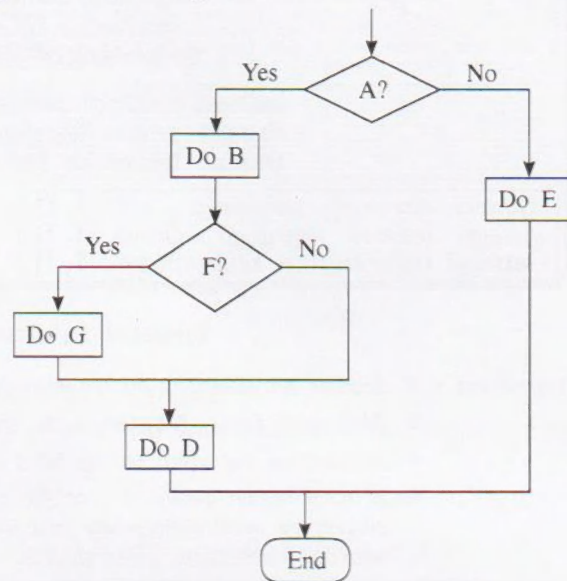 Yes
A?
No
Do B
Do E
Yes
F?
No
Do G
Do D
End